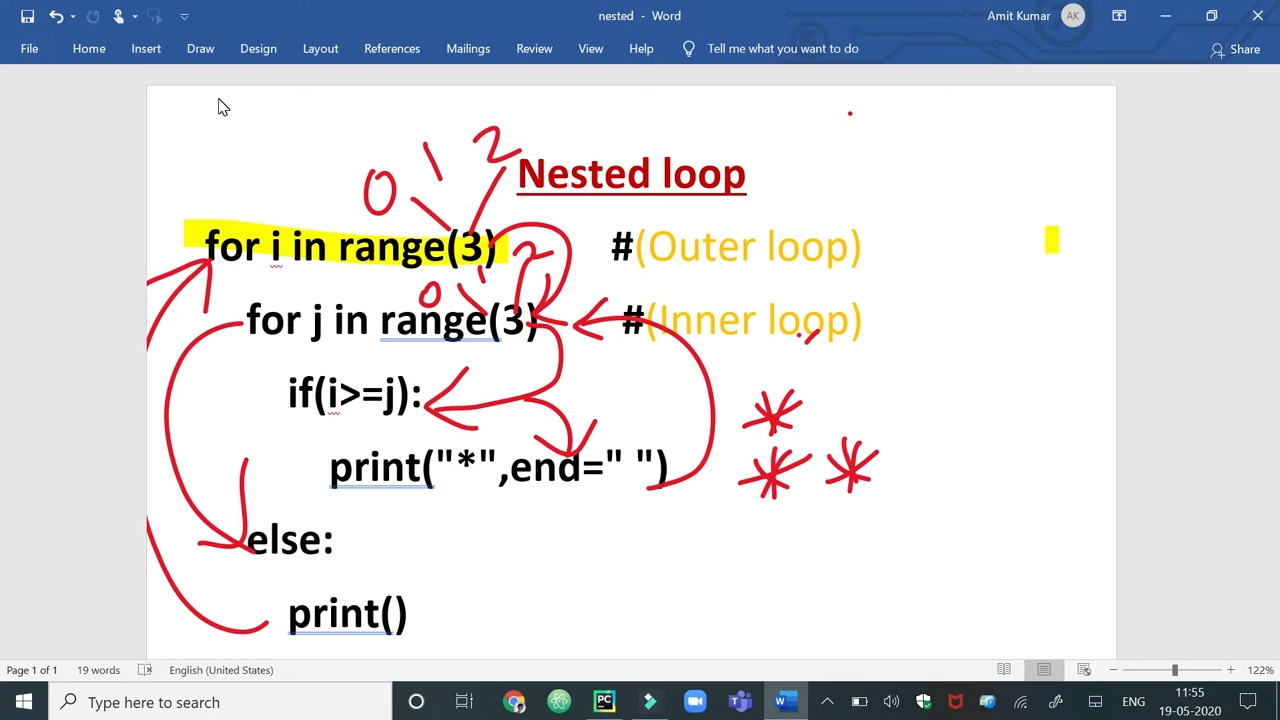 nested - Word
Amit Kumar
AK
File Home Insert Draw Design Layout References Mailings Review View Help Tell me what you want to do Share
0 1 2
Nested loop
for i in range(3) #(Outer loop)
0 1 2
for j in range(3) #(Inner loop)
if(i>=j):
*
print("*",end=" ")
* *
else:
print()
Page 1 of 1 19 words English (United States) 122%
Type here to search
PC
ENG
11:55
19-05-2020